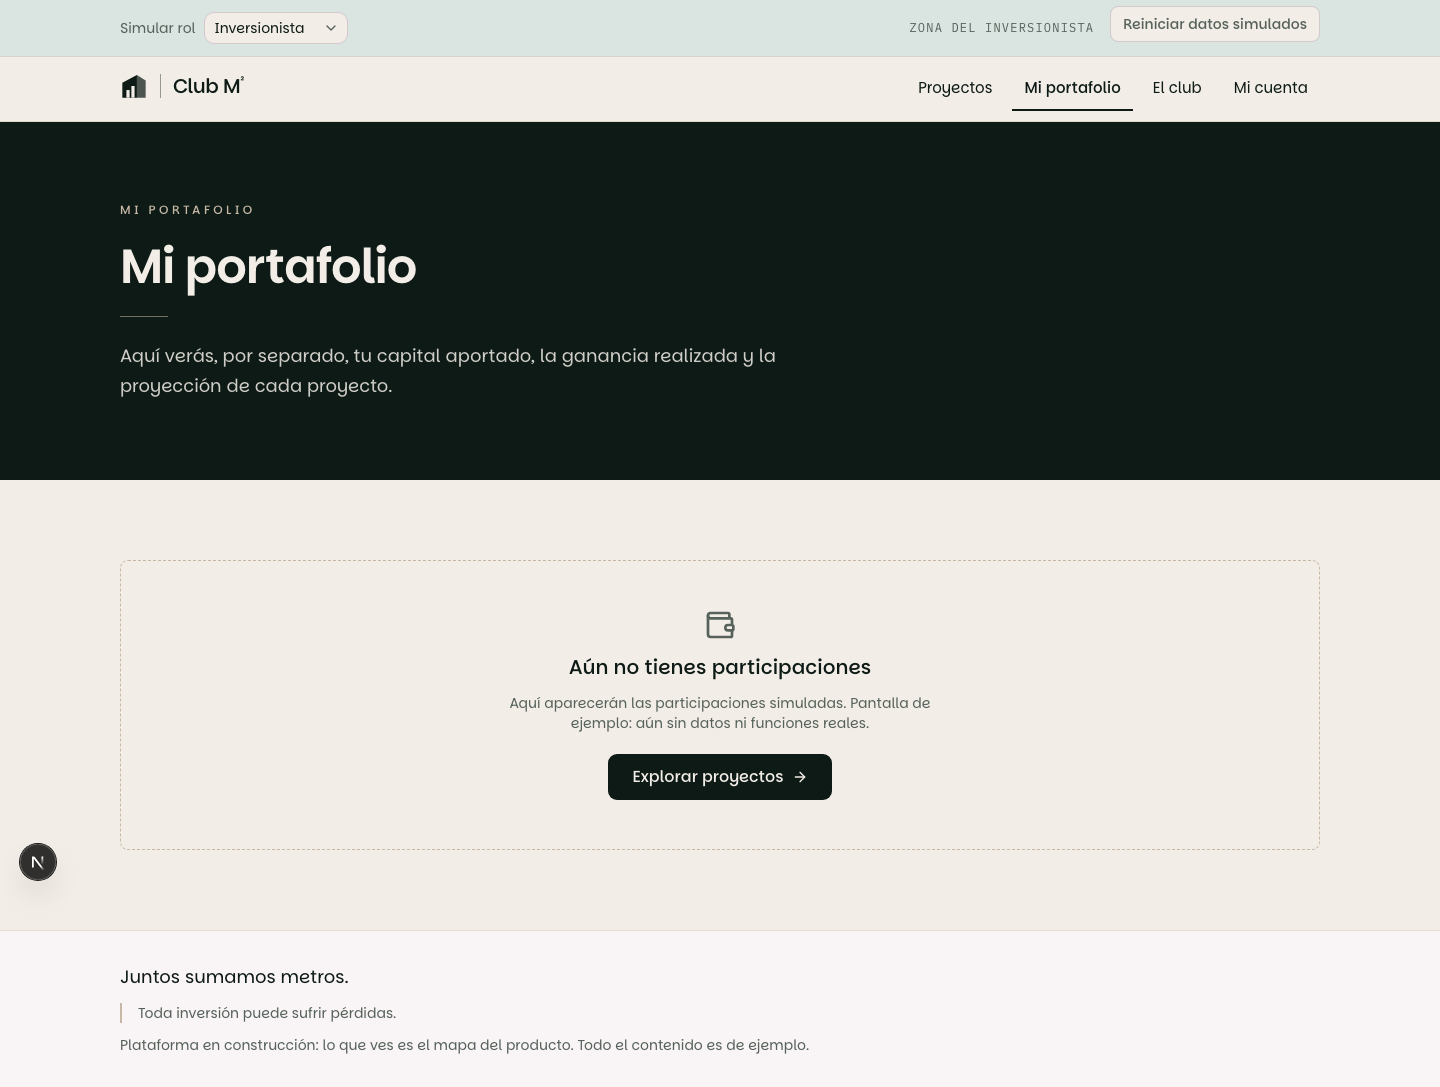 Simular rol Inversionista ZONA DEL INVERSIONISTA Reiniciar datos simulados
Club M² Proyectos Mi portafolio El club Mi cuenta
MI PORTAFOLIO
Mi portafolio
Aquí verás, por separado, tu capital aportado, la ganancia realizada y la
proyección de cada proyecto.
Aún no tienes participaciones
Aquí aparecerán las participaciones simuladas. Pantalla de
ejemplo: aún sin datos ni funciones reales.
Explorar proyectos →
N
Juntos sumamos metros.
Toda inversión puede sufrir pérdidas.
Plataforma en construcción: lo que ves es el mapa del producto. Todo el contenido es de ejemplo.